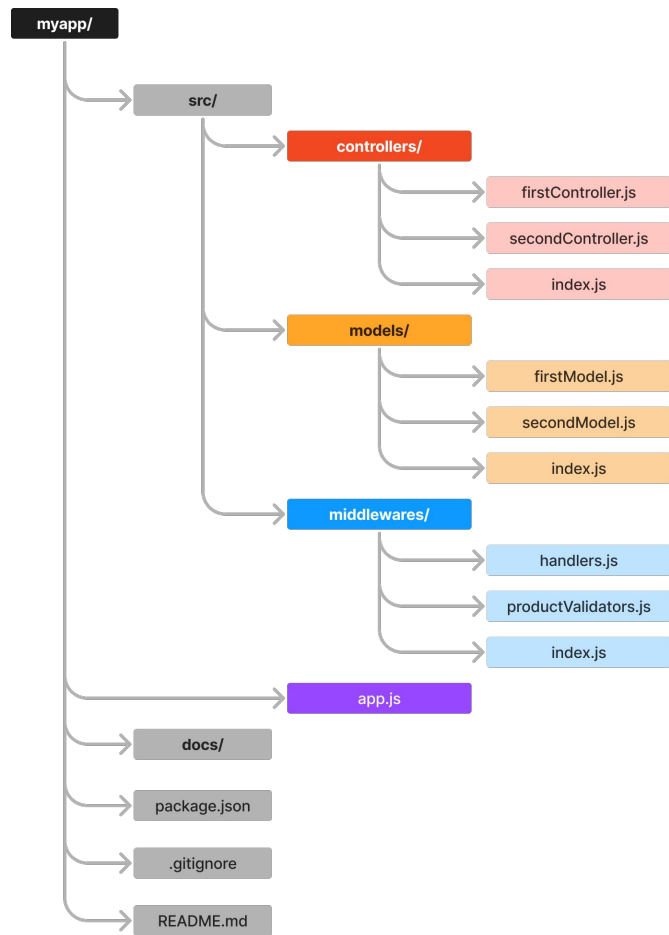 myapp/
src/
controllers/
firstController.js
secondController.js
index.js
models/
firstModel.js
secondModel.js
index.js
middlewares/
handlers.js
productValidators.js
index.js
app.js
docs/
package.json
.gitignore
README.md